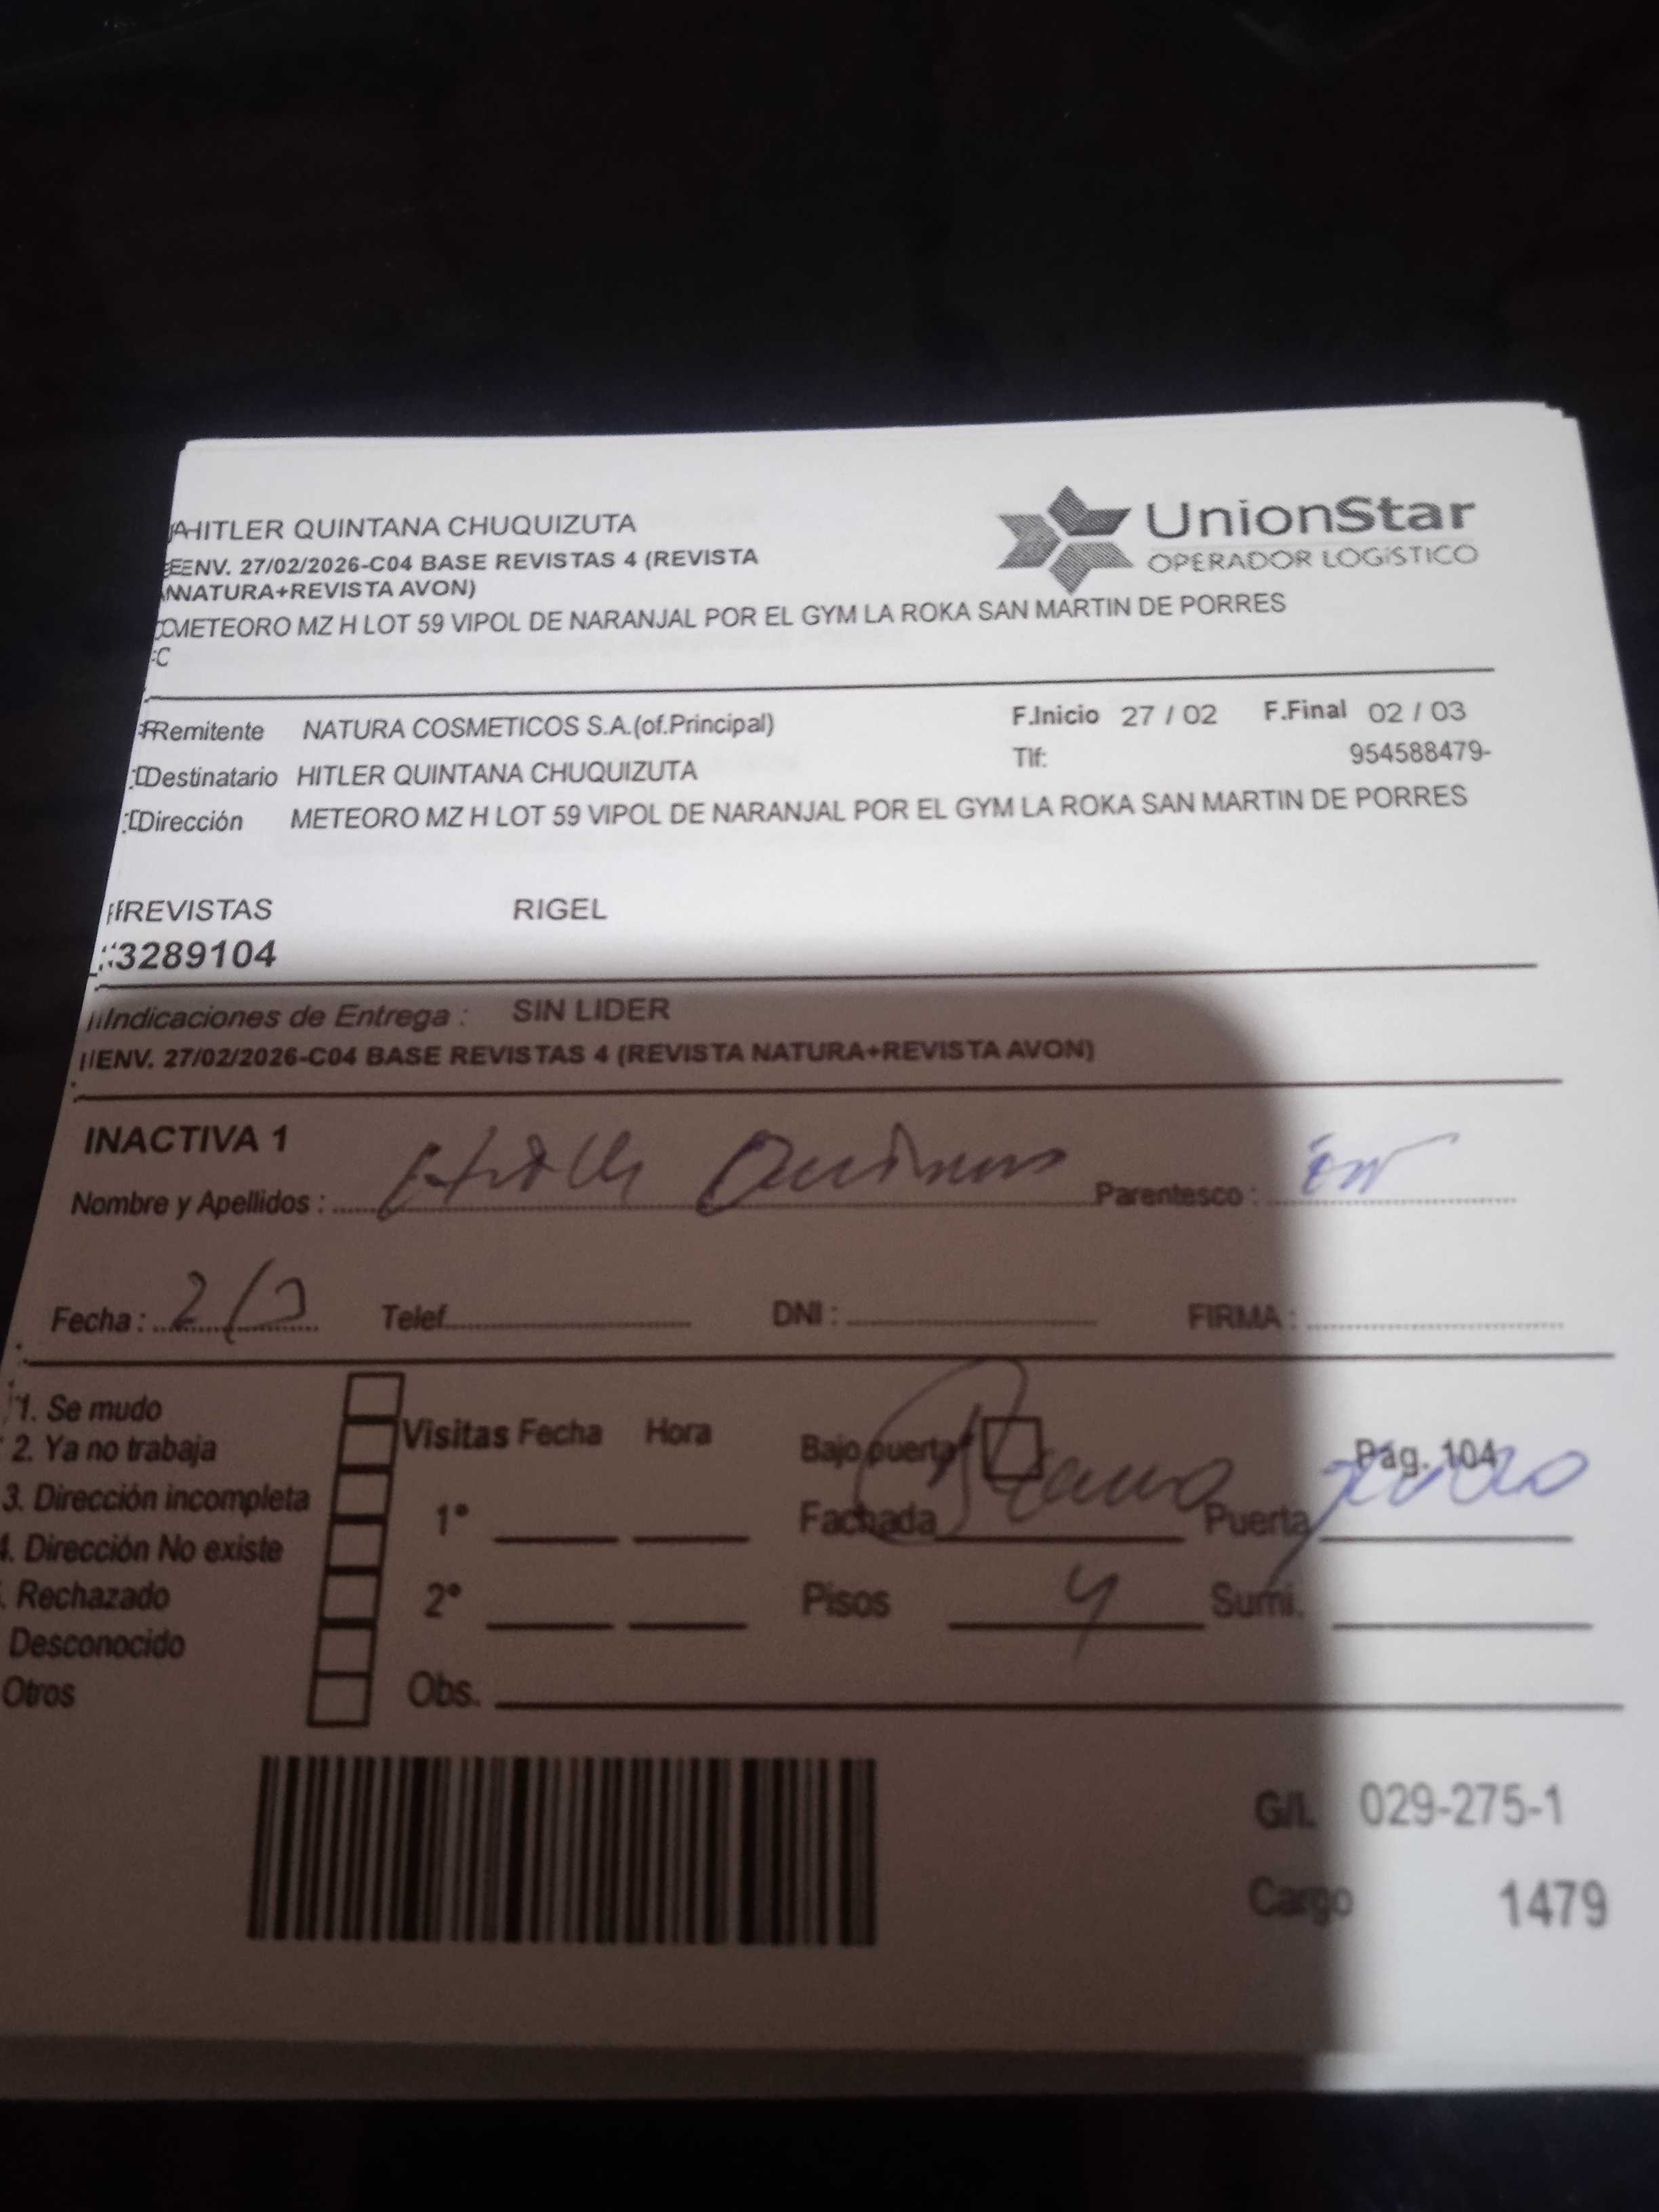 HITLER QUINTANA CHUQUIZUTA
UnionStar
OPERADOR LOGíSTICO
ENV. 27/02/2026-C04 BASE REVISTAS 4 (REVISTA
NATURA+REVISTA AVON)
METEORO MZ H LOT 59 VIPOL DE NARANJAL POR EL GYM LA ROKA SAN MARTIN DE PORRES
Remitente NATURA COSMETICOS S.A.(of.Principal) F.Inicio 27 / 02 F.Final 02 / 03
Destinatario HITLER QUINTANA CHUQUIZUTA Tlf: 954588479-
Dirección METEORO MZ H LOT 59 VIPOL DE NARANJAL POR EL GYM LA ROKA SAN MARTIN DE PORRES
REVISTAS RIGEL
3289104
Indicaciones de Entrega : SIN LIDER
ENV. 27/02/2026-C04 BASE REVISTAS 4 (REVISTA NATURA+REVISTA AVON)
INACTIVA 1
Nombre y Apellidos : Parentesco :
Fecha : 2/3 Telef. DNI : FIRMA :
1. Se mudo
2. Ya no trabaja
3. Dirección incompleta
4. Dirección No existe
. Rechazado
Desconocido
Otros
Visitas Fecha Hora
1°
2°
Obs.
Bajo puerta Pág. 104
Fachada Puerta
Pisos 4 Sumi.
G/L 029-275-1
Cargo 1479